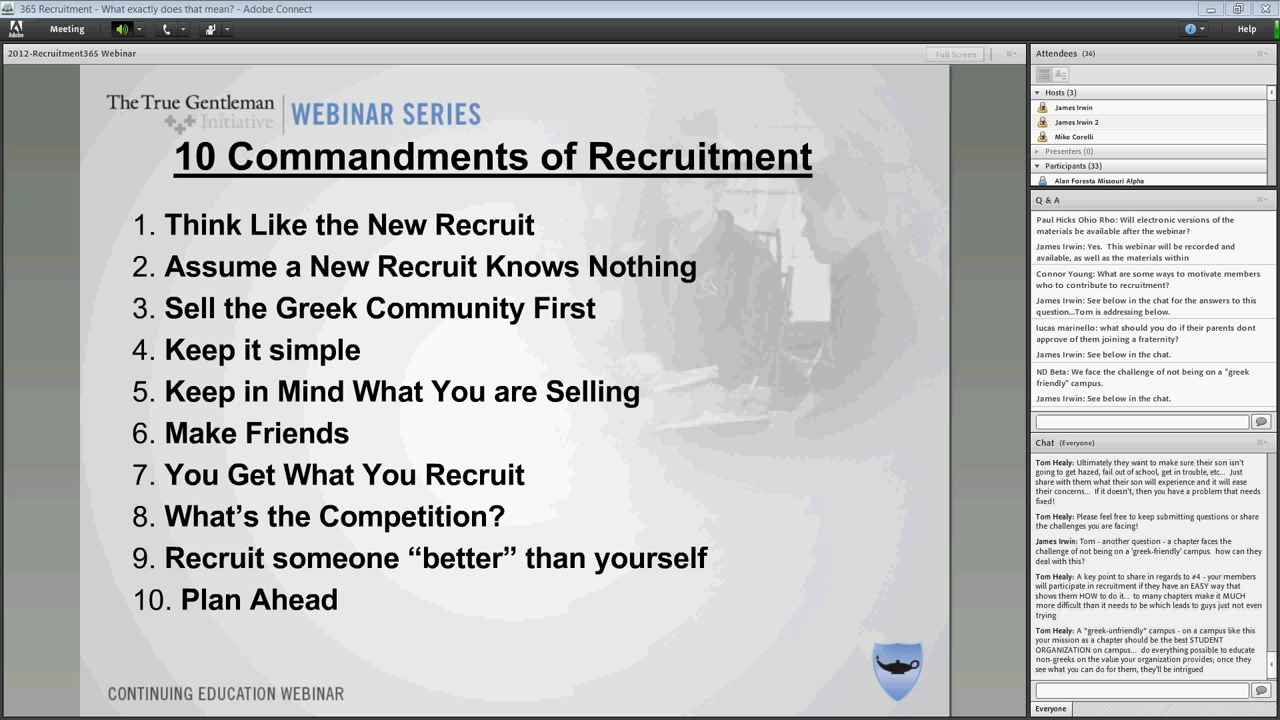 365 Recruitment - What exactly does that mean? - Adobe Connect
Adobe
Meeting
Help
2012-Recruitment365 Webinar
Full Screen
The True Gentleman
Initiative
WEBINAR SERIES
10 Commandments of Recruitment
1. Think Like the New Recruit
2. Assume a New Recruit Knows Nothing
3. Sell the Greek Community First
4. Keep it simple
5. Keep in Mind What You are Selling
6. Make Friends
7. You Get What You Recruit
8. What’s the Competition?
9. Recruit someone “better” than yourself
10. Plan Ahead
CONTINUING EDUCATION WEBINAR
Attendees (36)
Hosts (3)
James Irwin
James Irwin 2
Mike Corelli
Presenters (0)
Participants (33)
Alan Foresta Missouri Alpha
Q & A
Paul Hicks Ohio Rho: Will electronic versions of the
materials be available after the webinar?
James Irwin: Yes. This webinar will be recorded and
available, as well as the materials within
Connor Young: What are some ways to motivate members
who to contribute to recruitment?
James Irwin: See below in the chat for the answers to this
question...Tom is addressing below.
lucas marinello: what should you do if their parents dont
approve of them joining a fraternity?
James Irwin: See below in the chat.
ND Beta: We face the challenge of not being on a "greek
friendly" campus.
James Irwin: See below in the chat.
Chat (Everyone)
Tom Healy: Ultimately they want to make sure their son isn't
going to get hazed, fail out of school, get in trouble, etc... Just
share with them what their son will experience and it will ease
their concerns... If it doesn't, then you have a problem that needs
fixed!
Tom Healy: Please feel free to keep submitting questions or share
the challenges you are facing!
James Irwin: Tom - another question - a chapter faces the
challenge of not being on a 'greek-friendly' campus. how can they
deal with this?
Tom Healy: A key point to share in regards to #4 - your members
will participate in recruitment if they have an EASY way that
shows them HOW to do it... to many chapters make it MUCH
more difficult than it needs to be which leads to guys just not even
trying
Tom Healy: A "greek-unfriendly" campus - on a campus like this
your mission as a chapter should be the best STUDENT
ORGANIZATION on campus... do everything possible to educate
non-greeks on the value your organization provides; once they
see what you can do for them, they'll be intrigued
Everyone